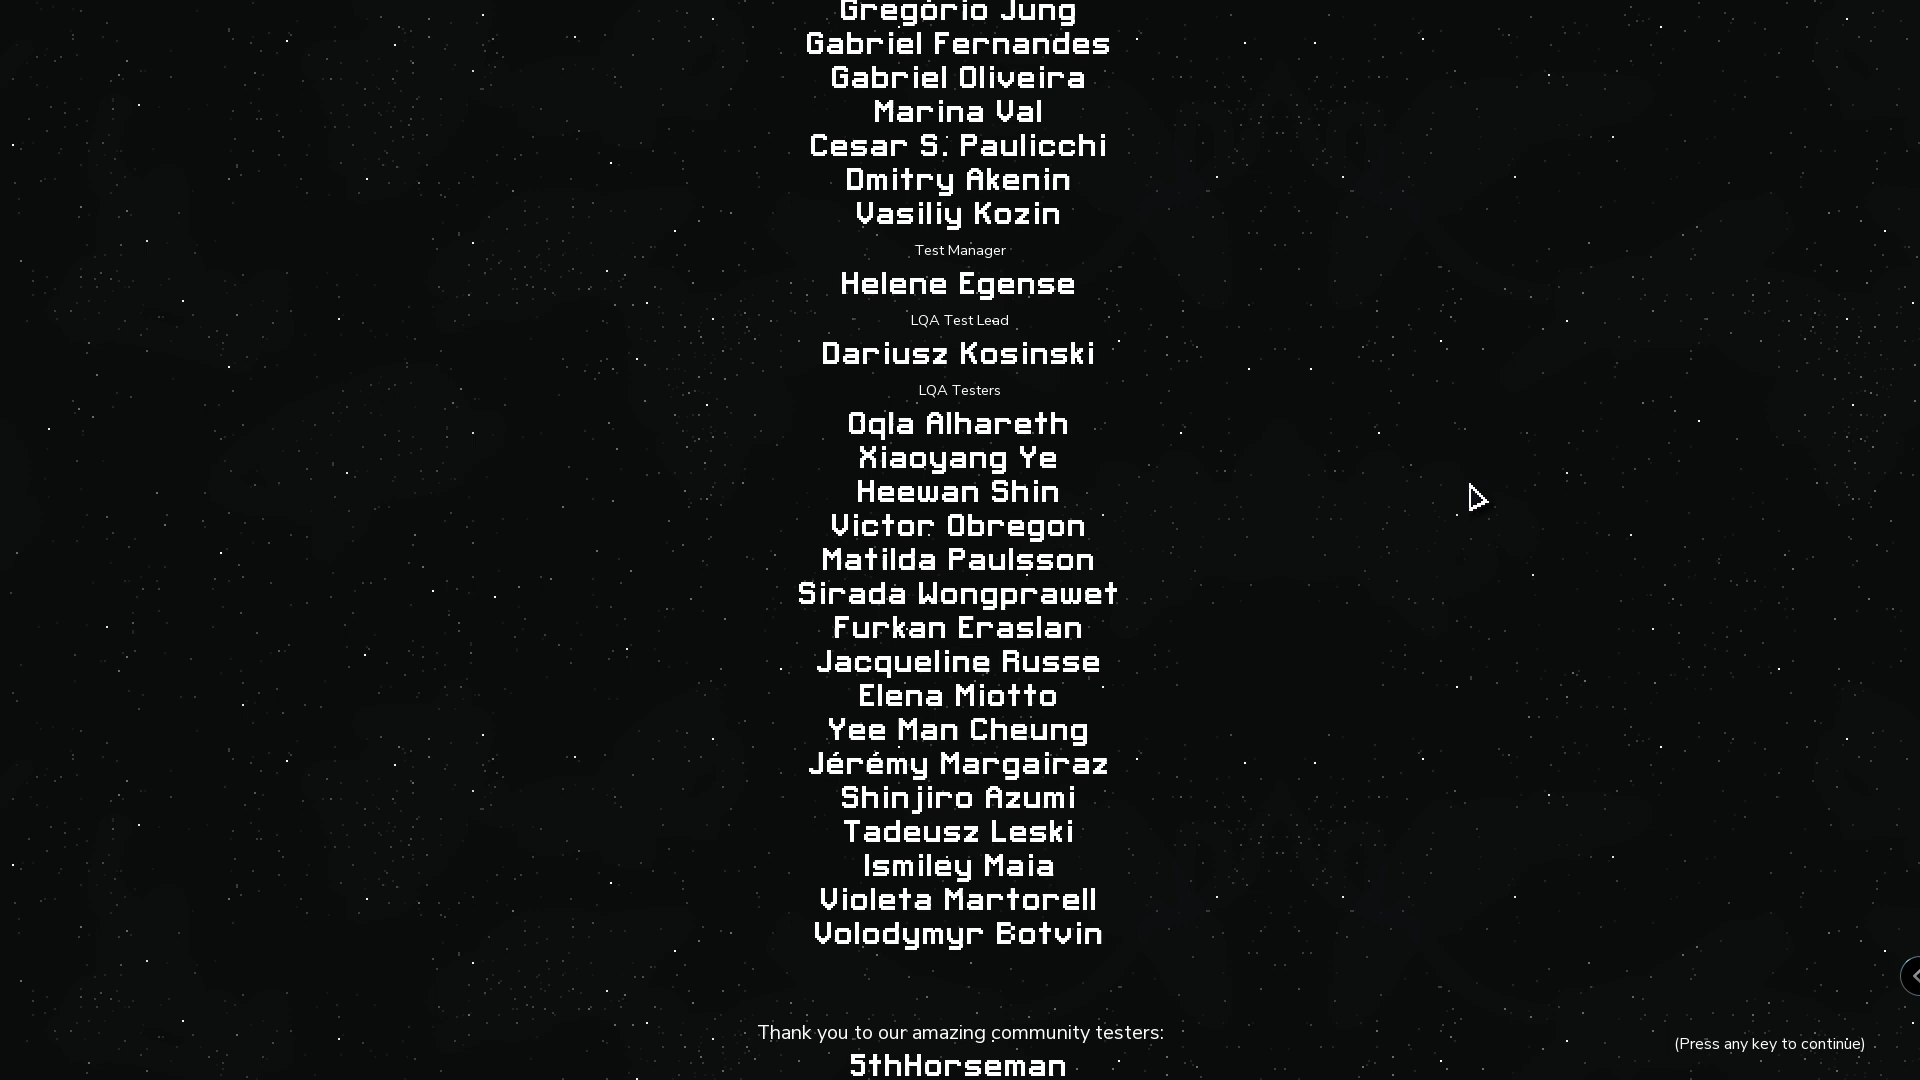 Gregório Jung
Gabriel Fernandes
Gabriel Oliveira
Marina Val
Cesar S. Paulicchi
Dmitry Akenin
Vasiliy Kozin
Test Manager
Helene Egense
LQA Test Lead
Dariusz Kosinski
LQA Testers
Oqla Alhareth
Xiaoyang Ye
Heewan Shin
Victor Obregon
Matilda Paulsson
Sirada Wongprawet
Furkan Eraslan
Jacqueline Russe
Elena Miotto
Yee Man Cheung
Jérémy Margairaz
Shinjiro Azumi
Tadeusz Leski
Ismiley Maia
Violeta Martorell
Volodymyr Botvin
Thank you to our amazing community testers:
5thHorseman
(Press any key to continue)